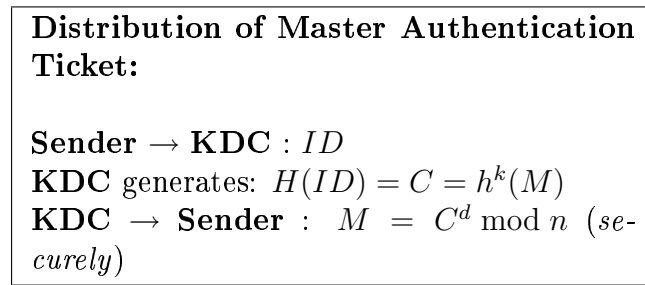 Distribution of Master Authentication
Ticket:
Sender → KDC : ID
KDC generates: H(ID) = C = h^k(M)
KDC → Sender : M = C^d mod n (se-
curely)